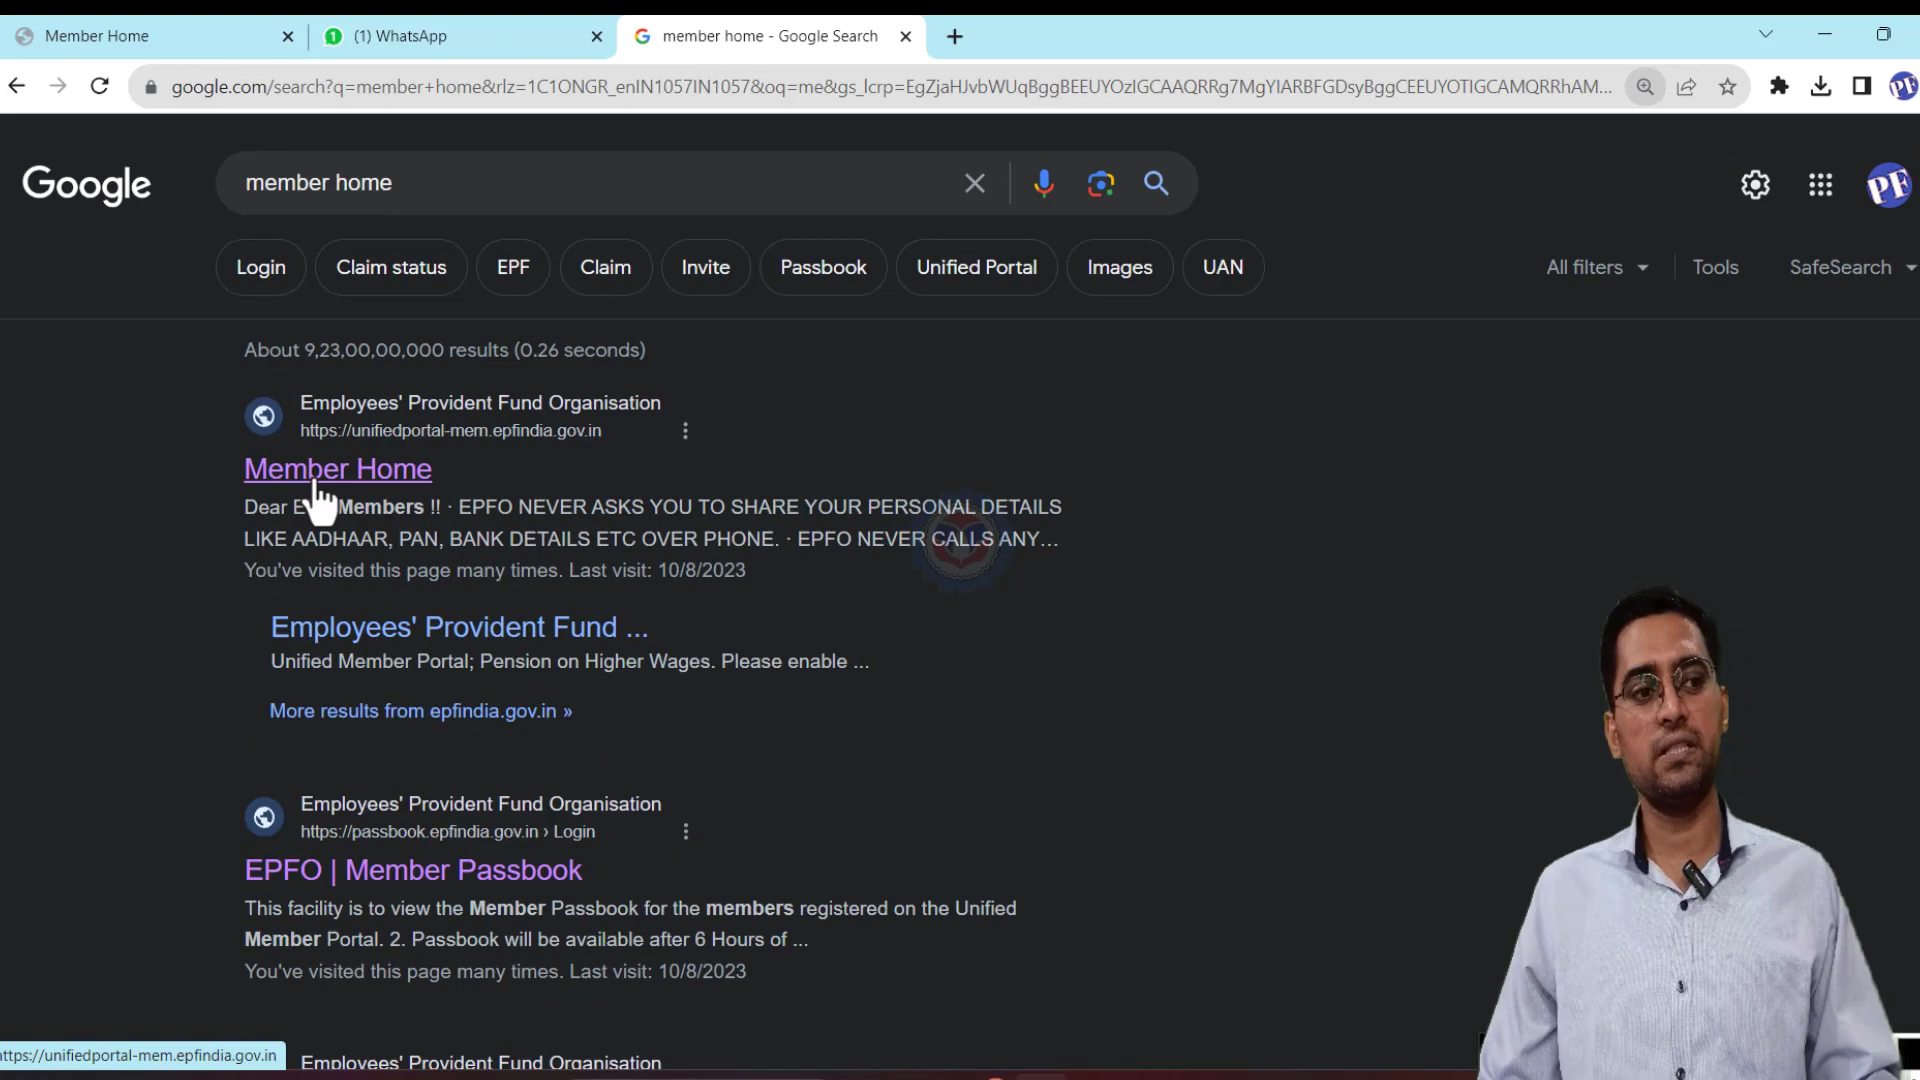 Member Home
(1) WhatsApp
member home - Google Search
google.com/search?q=member+home&rlz=1C1ONGR_enIN1057IN1057&oq=me&gs_lcrp=EgZjaHJvbWUqBggBEEUYOzIGCAAQRRg7MgYIARBFGDsyBggCEEUYOTIGCAMQRRhAM...
PF
Google
member home
PF
Login
Claim status
EPF
Claim
Invite
Passbook
Unified Portal
Images
UAN
All filters
Tools
SafeSearch
About 9,23,00,00,000 results (0.26 seconds)
Employees' Provident Fund Organisation
https://unifiedportal-mem.epfindia.gov.in
Member Home
Dear E Members !! · EPFO NEVER ASKS YOU TO SHARE YOUR PERSONAL DETAILS
LIKE AADHAAR, PAN, BANK DETAILS ETC OVER PHONE. · EPFO NEVER CALLS ANY...
You've visited this page many times. Last visit: 10/8/2023
Employees' Provident Fund ...
Unified Member Portal; Pension on Higher Wages. Please enable ...
More results from epfindia.gov.in »
Employees' Provident Fund Organisation
https://passbook.epfindia.gov.in › Login
EPFO | Member Passbook
This facility is to view the Member Passbook for the members registered on the Unified
Member Portal. 2. Passbook will be available after 6 Hours of ...
You've visited this page many times. Last visit: 10/8/2023
ttps://unifiedportal-mem.epfindia.gov.in
Employees' Provident Fund Organisation